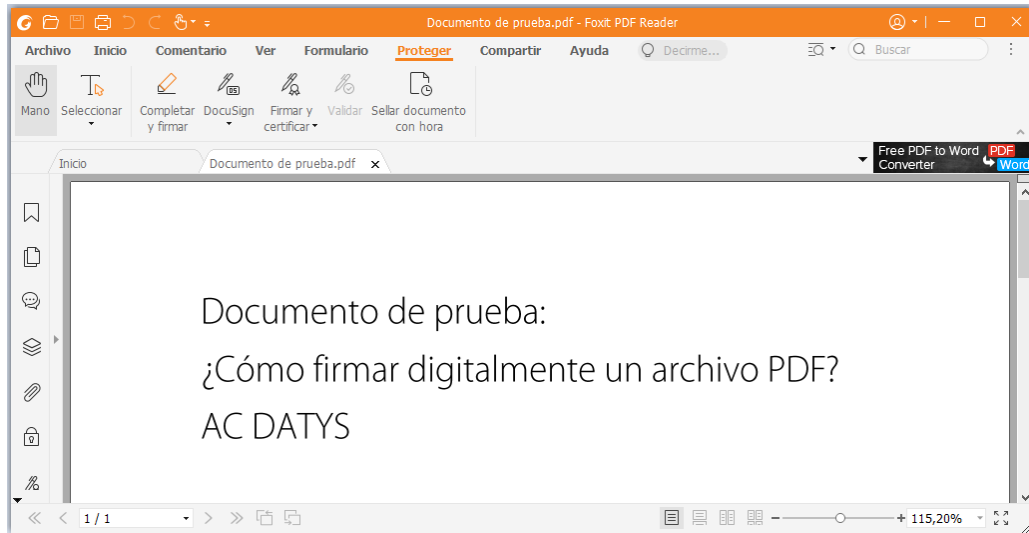 Documento de prueba.pdf - Foxit PDF Reader
Archivo Inicio Comentario Ver Formulario Proteger Compartir Ayuda Decirme... Buscar
Mano Seleccionar Completar y firmar DocuSign Firmar y certificar Validar Sellar documento con hora
Inicio Documento de prueba.pdf x
Free PDF to Word Converter PDF Word
Documento de prueba:
¿Cómo firmar digitalmente un archivo PDF?
AC DATYS
1 / 1 115,20%